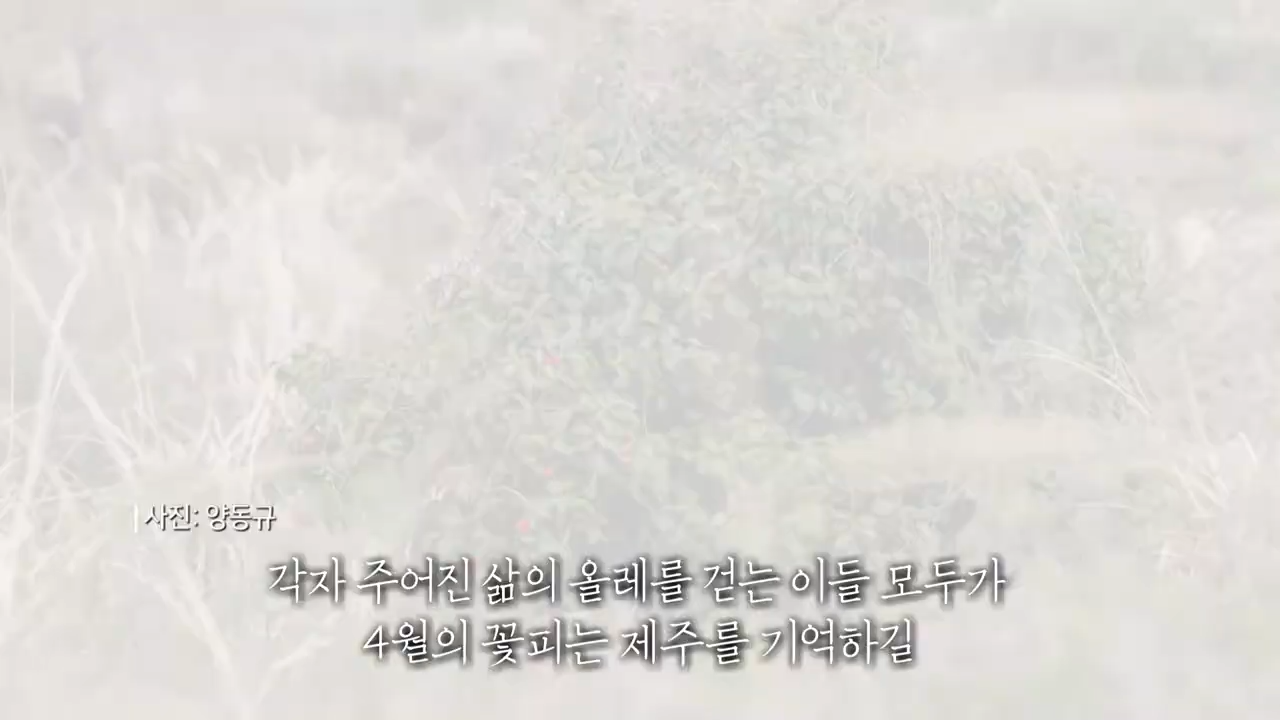 사진: 양동규
각자 주어진 삶의 올레를 걷는 이들 모두가
4월의 꽃피는 제주를 기억하길